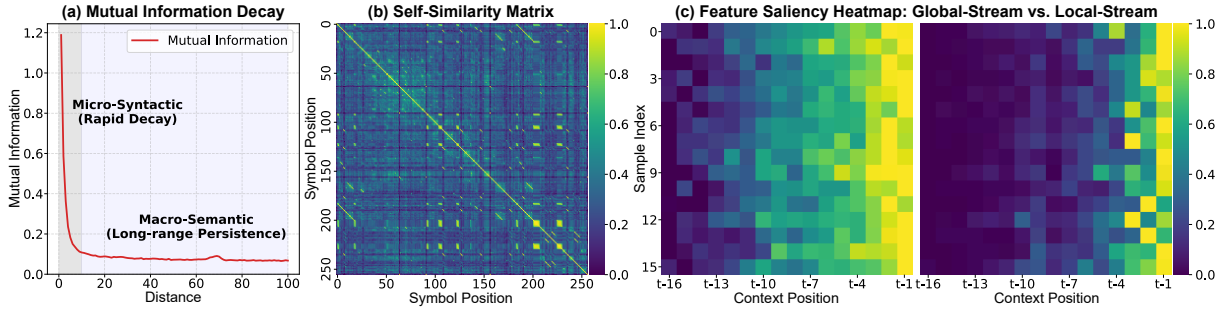 (a) Mutual Information Decay
Mutual Information
1.2
1.0
0.8
0.6
0.4
0.2
0.0
Mutual Information
Micro-Syntactic
(Rapid Decay)
Macro-Semantic
(Long-range Persistence)
0 20 40 60 80 100
Distance
(b) Self-Similarity Matrix
Symbol Position
0
50
100
150
200
250
0 50 100 150 200 250
Symbol Position
1.0
0.8
0.6
0.4
0.2
0.0
(c) Feature Saliency Heatmap: Global-Stream vs. Local-Stream
Sample Index
0
3
6
9
12
15
t-16 t-13 t-10 t-7 t-4 t-1
Context Position
t-16 t-13 t-10 t-7 t-4 t-1
Context Position
1.0
0.8
0.6
0.4
0.2
0.0